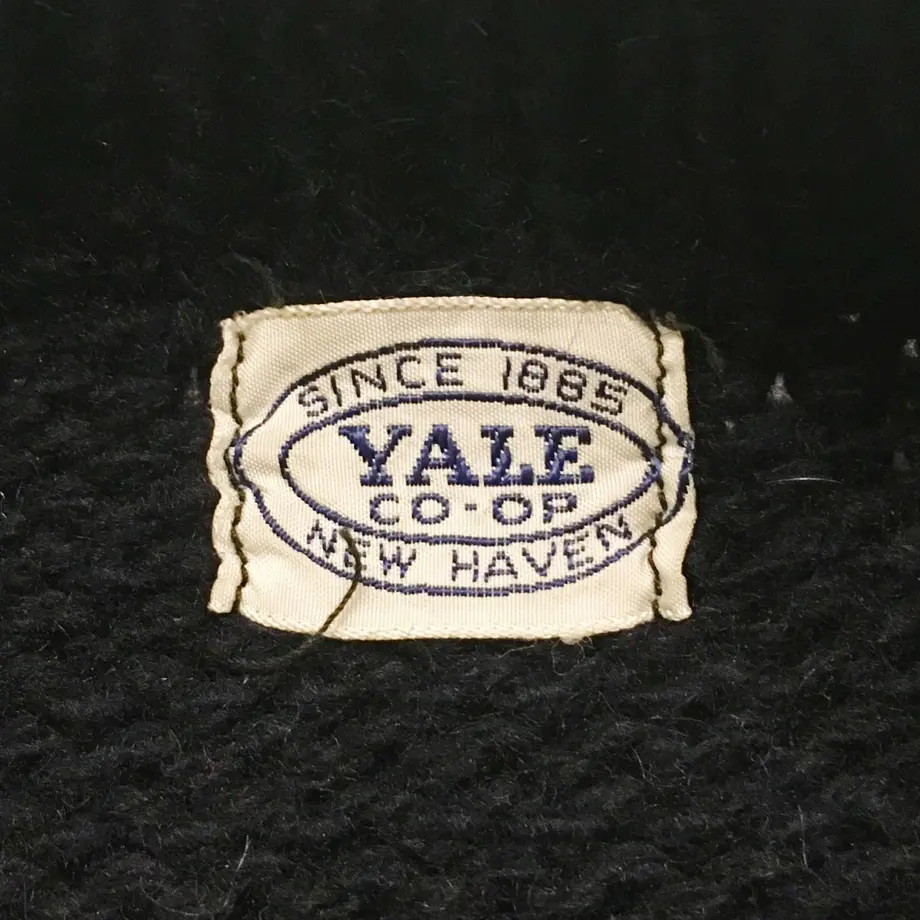 SINCE 1885
YALE
CO-OP
NEW HAVEN